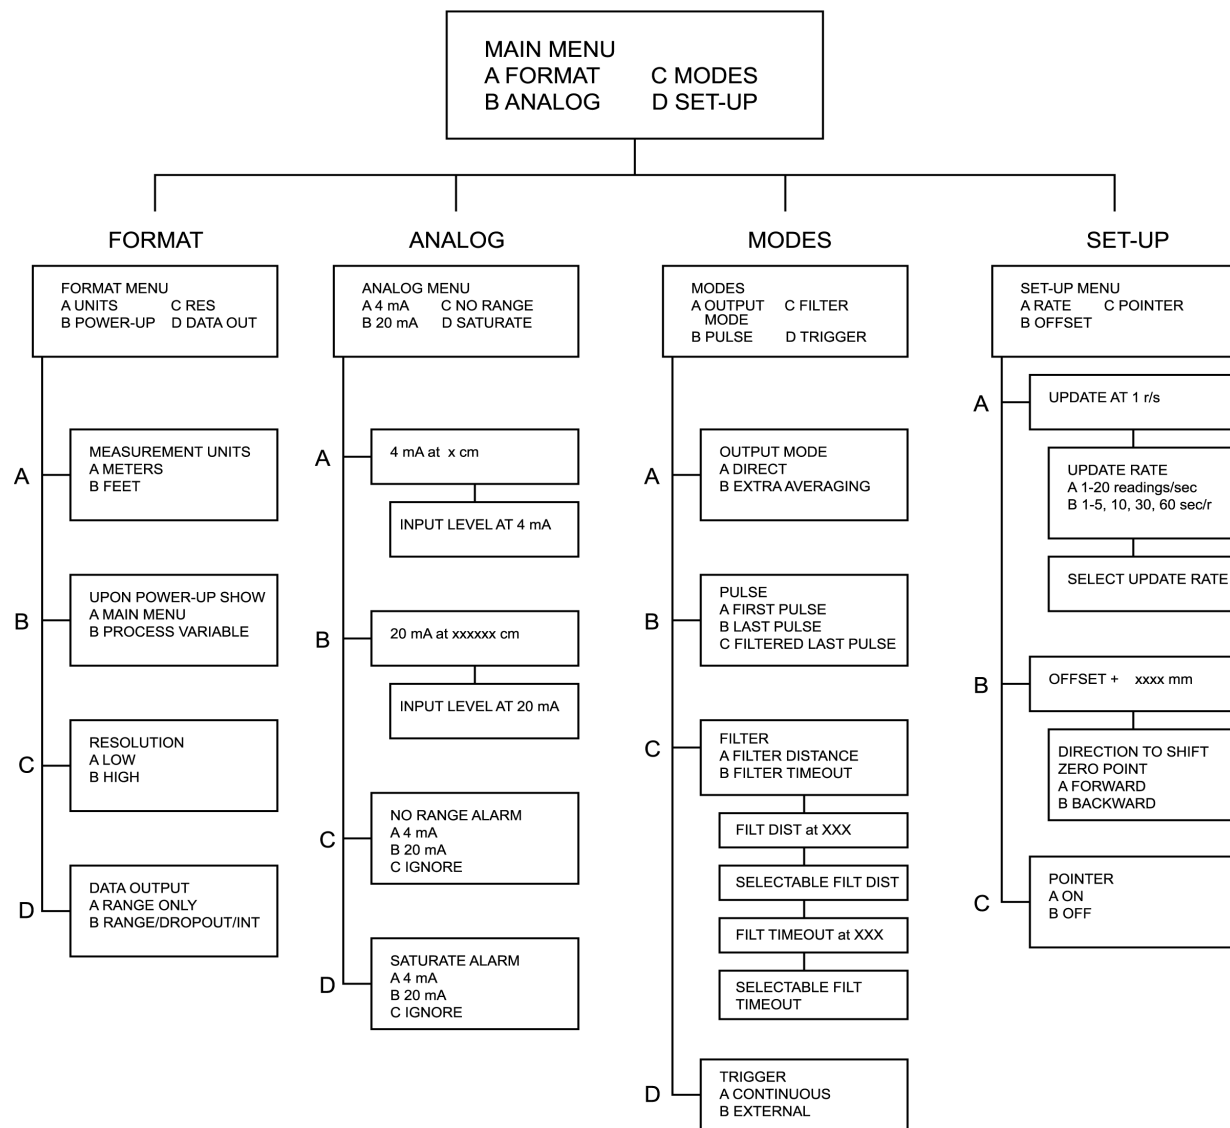 MAIN MENU
A FORMAT C MODES
B ANALOG D SET-UP
FORMAT
FORMAT MENU
A UNITS C RES
B POWER-UP D DATA OUT
A
MEASUREMENT UNITS
A METERS
B FEET
B
UPON POWER-UP SHOW
A MAIN MENU
B PROCESS VARIABLE
C
RESOLUTION
A LOW
B HIGH
D
DATA OUTPUT
A RANGE ONLY
B RANGE/DROPOUT/INT
ANALOG
ANALOG MENU
A 4 mA C NO RANGE
B 20 mA D SATURATE
A
4 mA at x cm
INPUT LEVEL AT 4 mA
B
20 mA at xxxxxx cm
INPUT LEVEL AT 20 mA
C
NO RANGE ALARM
A 4 mA
B 20 mA
C IGNORE
D
SATURATE ALARM
A 4 mA
B 20 mA
C IGNORE
MODES
MODES
A OUTPUT C FILTER
MODE
B PULSE D TRIGGER
A
OUTPUT MODE
A DIRECT
B EXTRA AVERAGING
B
PULSE
A FIRST PULSE
B LAST PULSE
C FILTERED LAST PULSE
C
FILTER
A FILTER DISTANCE
B FILTER TIMEOUT
FILT DIST at XXX
SELECTABLE FILT DIST
FILT TIMEOUT at XXX
SELECTABLE FILT
TIMEOUT
D
TRIGGER
A CONTINUOUS
B EXTERNAL
SET-UP
SET-UP MENU
A RATE C POINTER
B OFFSET
A
UPDATE AT 1 r/s
UPDATE RATE
A 1-20 readings/sec
B 1-5, 10, 30, 60 sec/r
SELECT UPDATE RATE
B
OFFSET + xxxx mm
DIRECTION TO SHIFT
ZERO POINT
A FORWARD
B BACKWARD
C
POINTER
A ON
B OFF